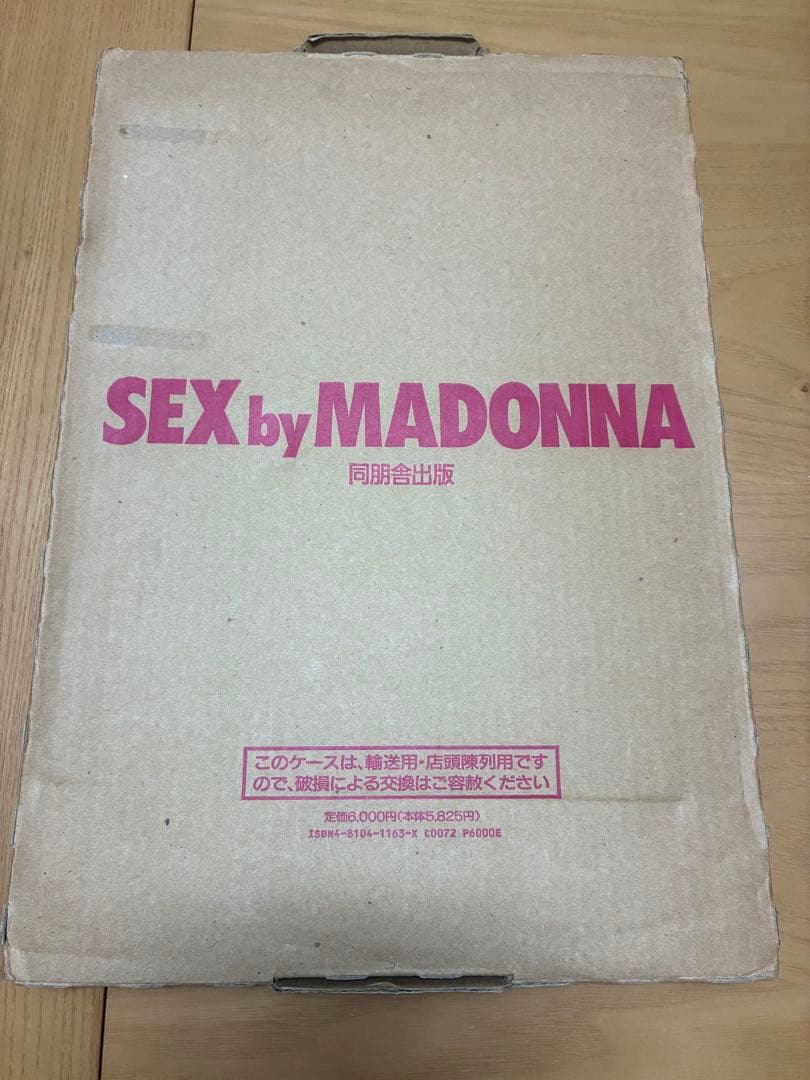 SEX by MADONNA
同朋舎出版
このケースは、輸送用・店頭陳列用です
ので、破損による交換はご容赦ください
定価6,000円(本体5,825円)
ISBN4-8104-1163-X C0072 P6000E